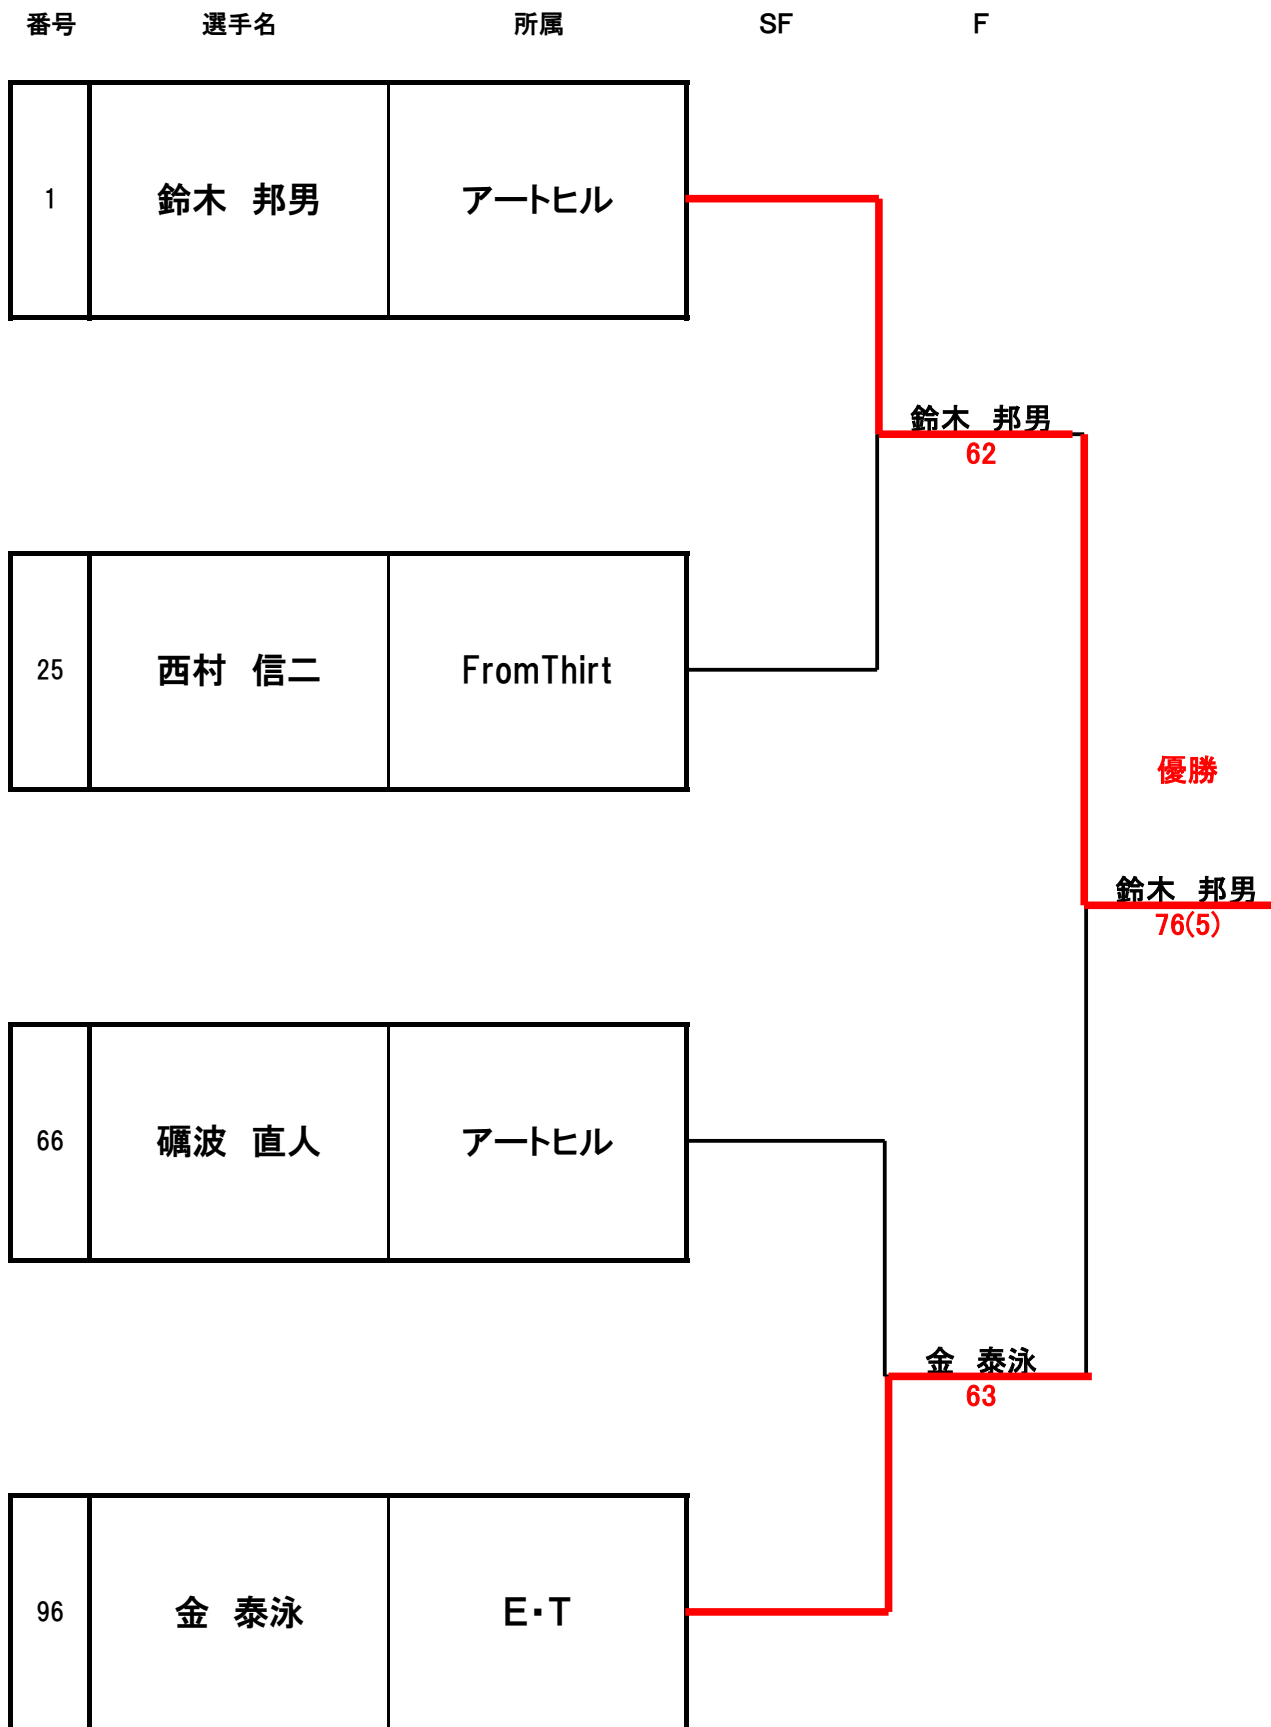 番号 選手名 所属 SF F
1 鈴木 邦男 アートヒル
鈴木 邦男
62
25 西村 信二 FromThirt
優勝
鈴木 邦男
76(5)
66 礪波 直人 アートヒル
金 泰泳
63
96 金 泰泳 E・T